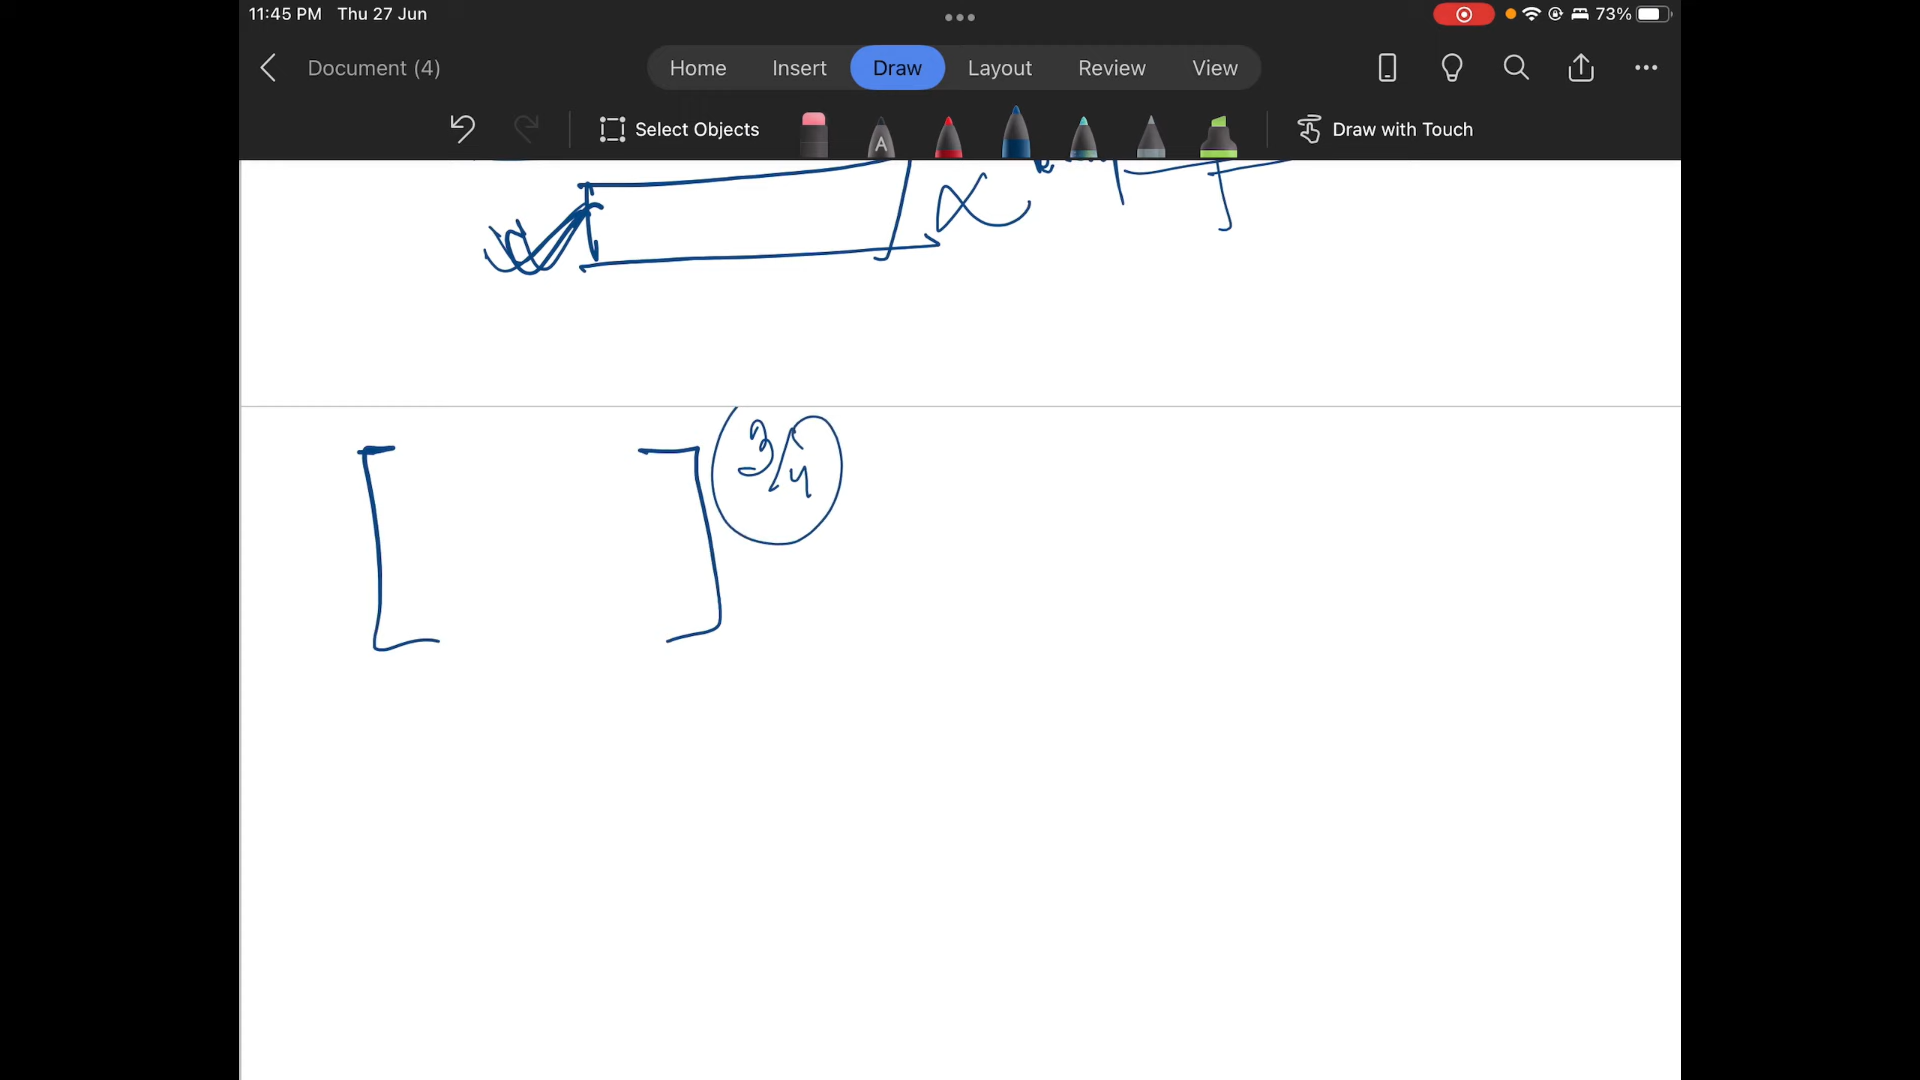 11:45 PM Thu 27 Jun 73%
Document (4) Home Insert Draw Layout Review View
A Select Objects Draw with Touch
[ ] 3/4